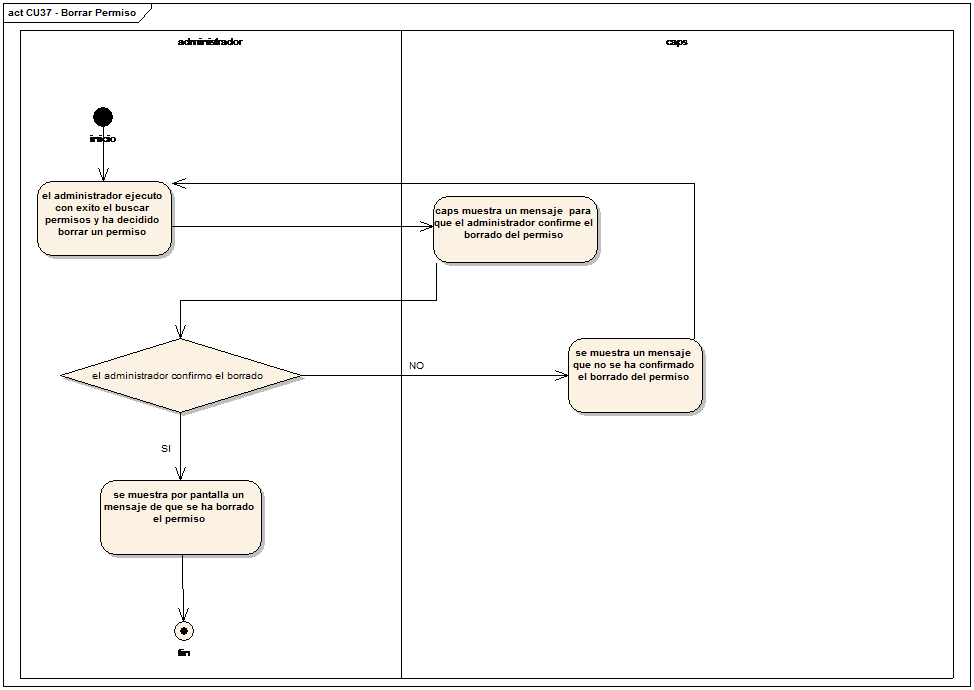 act CU37 - Borrar Permiso
administrador
caps
inicio
el administrador ejecuto
con exito el buscar
permisos y ha decidido
borrar un permiso
caps muestra un mensaje para
que el administrador confirme el
borrado del permiso
el administrador confirmo el borrado
NO
se muestra un mensaje
que no se ha confirmado
el borrado del permiso
SI
se muestra por pantalla un
mensaje de que se ha borrado
el permiso
fin